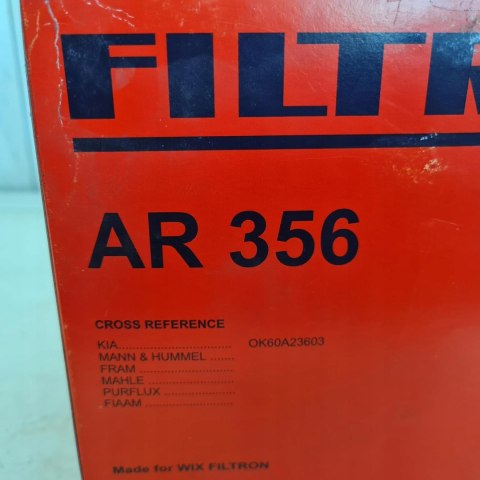 FILTR
AR 356
CROSS REFERENCE
KIA..................................... OK60A23603
MANN & HUMMEL .......
FRAM ...........................
MAHLE .........................
PURFLUX .....................
FIAAM ..........................
Made for WIX FILTRON